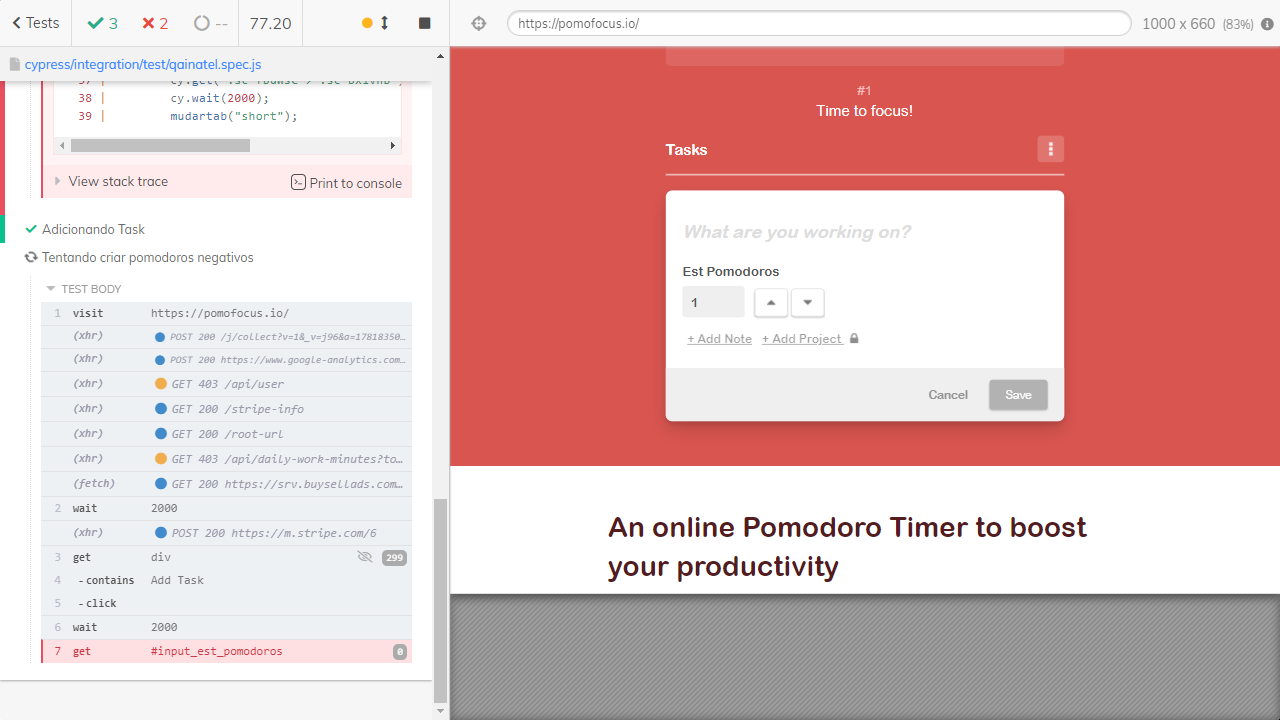 Tests
3
2
--
77.20
https://pomofocus.io/
1000 x 660 (83%)
cypress/integration/test/qainatel.spec.js
38 | cy.wait(2000);
39 | mudartab("short");
View stack trace
Print to console
Adicionando Task
Tentando criar pomodoros negativos
TEST BODY
1 visit https://pomofocus.io/
(xhr) POST 200 /j/collect?v=1&_v=j96&a=17818350…
(xhr) POST 200 https://www.google-analytics.com…
(xhr) GET 403 /api/user
(xhr) GET 200 /stripe-info
(xhr) GET 200 /root-url
(xhr) GET 403 /api/daily-work-minutes?to…
(fetch) GET 200 https://srv.buysellads.com…
2 wait 2000
(xhr) POST 200 https://m.stripe.com/6
3 get div 299
4 -contains Add Task
5 -click
6 wait 2000
7 get #input_est_pomodoros 0
#1
Time to focus!
Tasks
What are you working on?
Est Pomodoros
1
+ Add Note + Add Project
Cancel Save
An online Pomodoro Timer to boost
your productivity